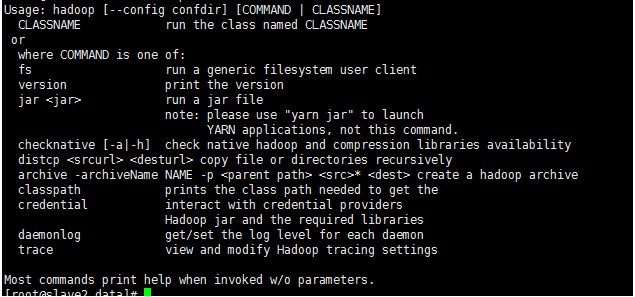 Usage: hadoop [--config confdir] [COMMAND | CLASSNAME]
CLASSNAME run the class named CLASSNAME
or
where COMMAND is one of:
fs run a generic filesystem user client
version print the version
jar <jar> run a jar file
note: please use "yarn jar" to launch
YARN applications, not this command.
checknative [-a|-h] check native hadoop and compression libraries availability
distcp <srcurl> <desturl> copy file or directories recursively
archive -archiveName NAME -p <parent path> <src>* <dest> create a hadoop archive
classpath prints the class path needed to get the
credential interact with credential providers
Hadoop jar and the required libraries
daemonlog get/set the log level for each daemon
trace view and modify Hadoop tracing settings
Most commands print help when invoked w/o parameters.
[root@slave2 data]#